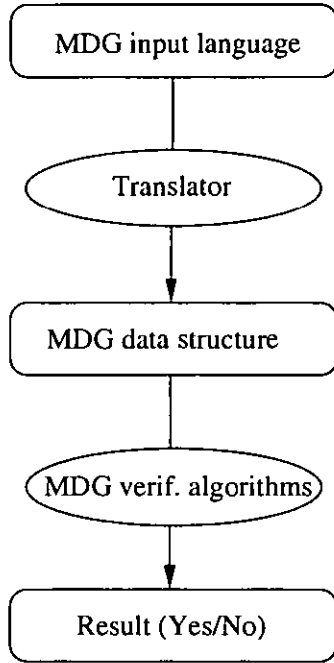 MDG input language
Translator
MDG data structure
MDG verif. algorithms
Result (Yes/No)